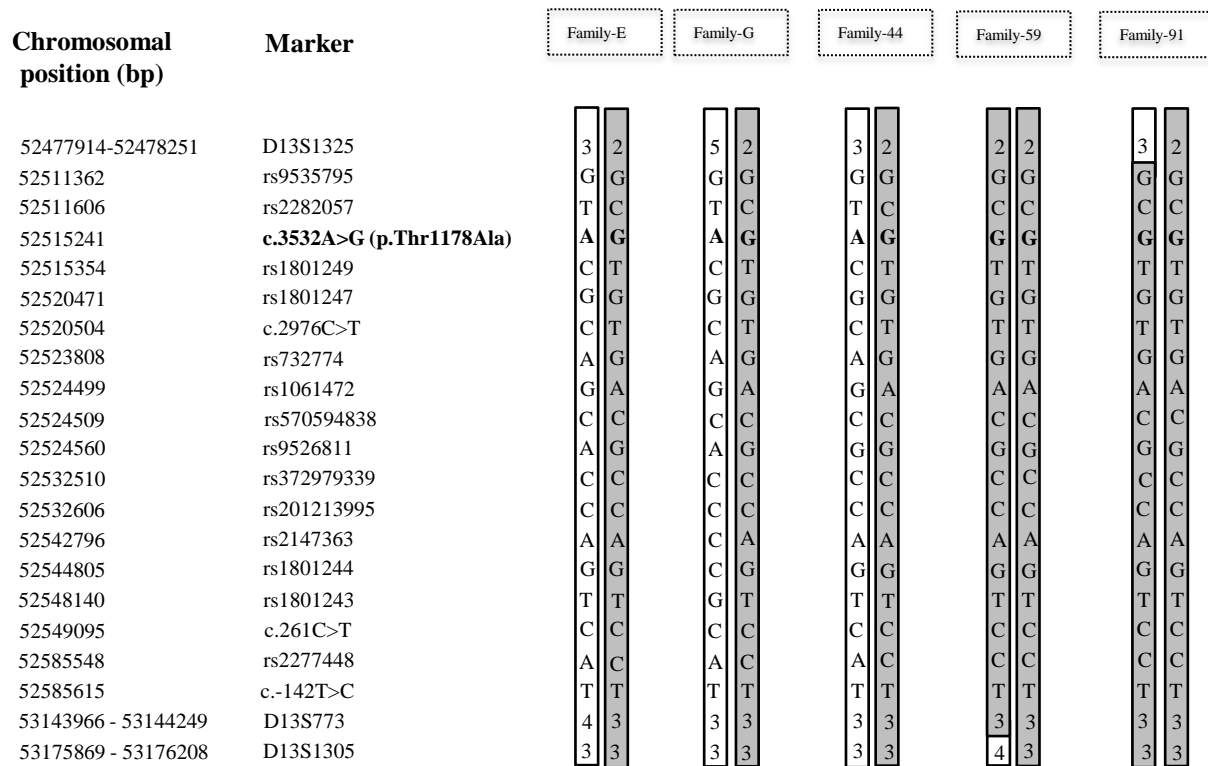 Chromosomal position (bp) Marker Family-E Family-G Family-44 Family-59 Family-91
52477914-52478251 D13S1325 3 2 5 2 3 2 2 2 3 2
52511362 rs9535795 G G G G G G G G G G
52511606 rs2282057 T C T C T C C C C C
52515241 c.3532A>G (p.Thr1178Ala) A G A G A G G G G G
52515354 rs1801249 C T C T C T T T T T
52520471 rs1801247 G G G G G G G G G G
52520504 c.2976C>T C T C T C T T T T T
52523808 rs732774 A G A G A G G G G G
52524499 rs1061472 G A G A G A A A A A
52524509 rs570594838 C C C C C C C C C C
52524560 rs9526811 A G A G G G G G G G
52532510 rs372979339 C C C C C C C C C C
52532606 rs201213995 C C C C C C C C C C
52542796 rs2147363 A A C A A A A A A A
52544805 rs1801244 G G C G G G G G G G
52548140 rs1801243 T T G T T T T T T T
52549095 c.261C>T C C C C C C C C C C
52585548 rs2277448 A C A C A C C C C C
52585615 c.-142T>C T T T T T T T T T T
53143966 - 53144249 D13S773 4 3 3 3 3 3 3 3 3 3
53175869 - 53176208 D13S1305 3 3 3 3 3 3 4 3 3 3